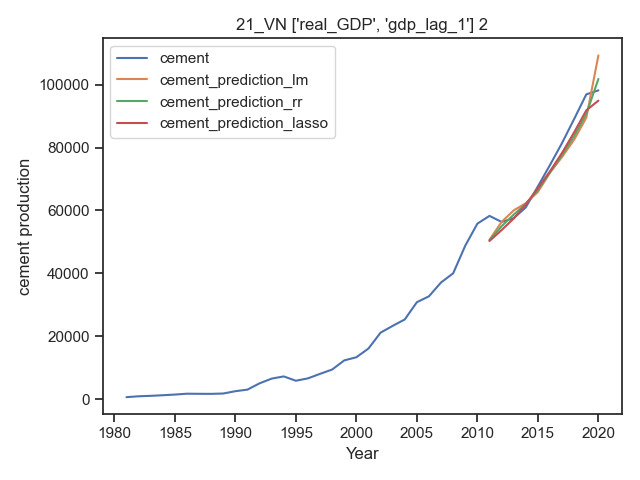 21_VN ['real_GDP', 'gdp_lag_1'] 2
cement
cement_prediction_lm
cement_prediction_rr
cement_prediction_lasso
cement production
100000
80000
60000
40000
20000
0
1980 1985 1990 1995 2000 2005 2010 2015 2020
Year